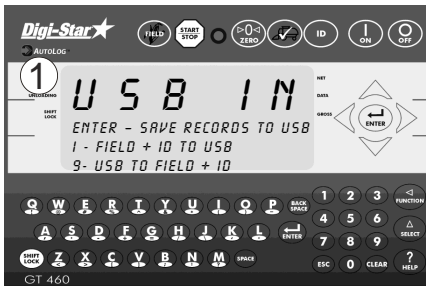 Digi-Star
AUTOLOG
FIELD
START STOP
ZERO
ID
ON
OFF
1
UNLOADING
SHIFT LOCK
USB IN
ENTER - SAVE RECORDS TO USB
1 - FIELD + ID TO USB
9- USB TO FIELD + ID
NET
DATA
GROSS
ENTER
Q W E R T Y U I O P BACK SPACE
A S D F G H J K L ENTER
SHIFT LOCK Z X C V B N M SPACE
1 2 3 FUNCTION
4 5 6 SELECT
7 8 9
ESC 0 CLEAR ? HELP
GT 460